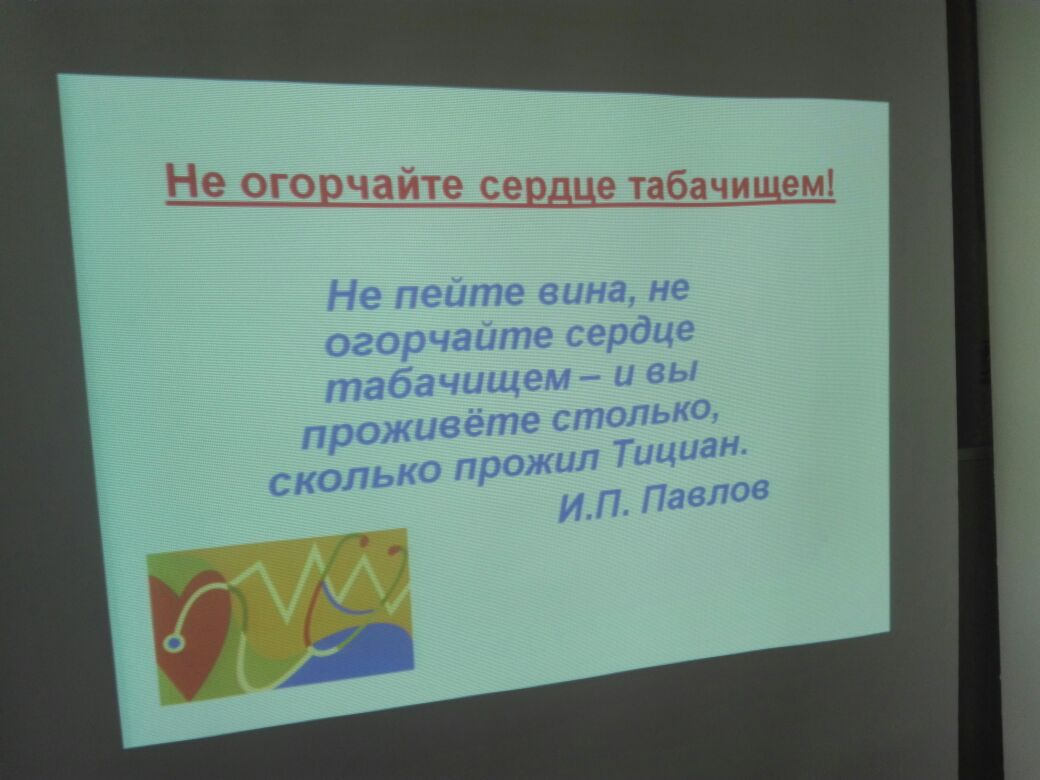 Не огорчайте сердце табачищем!
Не пейте вина, не
огорчайте сердце
табачищем – и вы
проживёте столько,
сколько прожил Тициан.
И.П. Павлов